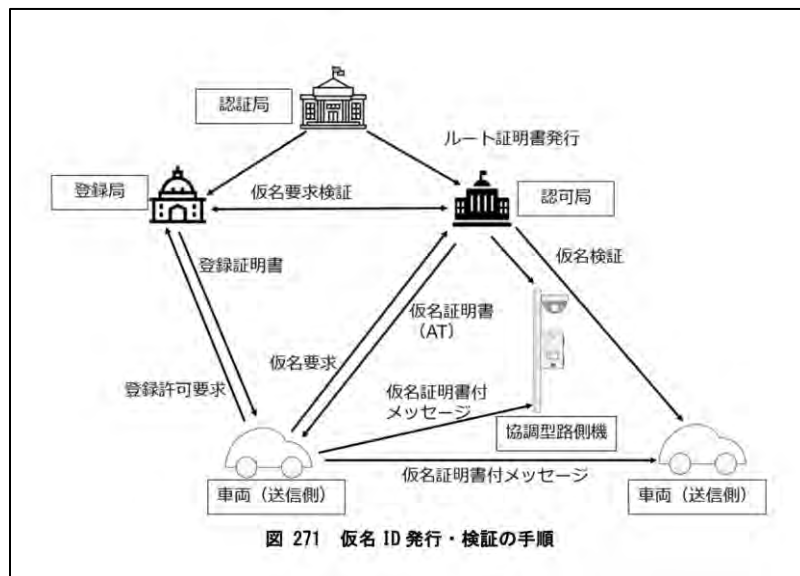 認証局
ルート証明書発行
登録局
仮名要求検証
認可局
登録証明書
仮名検証
仮名証明書
(AT)
仮名要求
登録許可要求
仮名証明書付
メッセージ
協調型路側機
仮名証明書付メッセージ
車両(送信側)
車両(送信側)
図 271 仮名 ID 発行・検証の手順